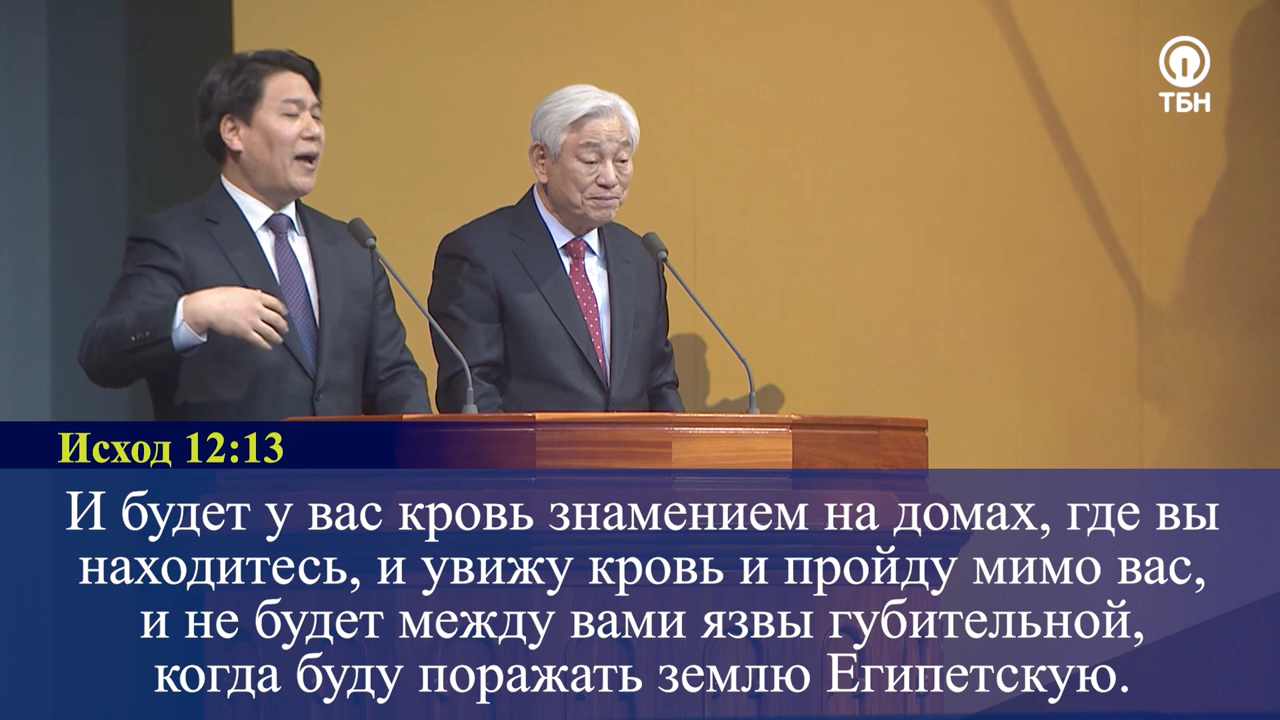 ТБН
Исход 12:13
И будет у вас кровь знамением на домах, где вы
находитесь, и увижу кровь и пройду мимо вас,
и не будет между вами язвы губительной,
когда буду поражать землю Египетскую.